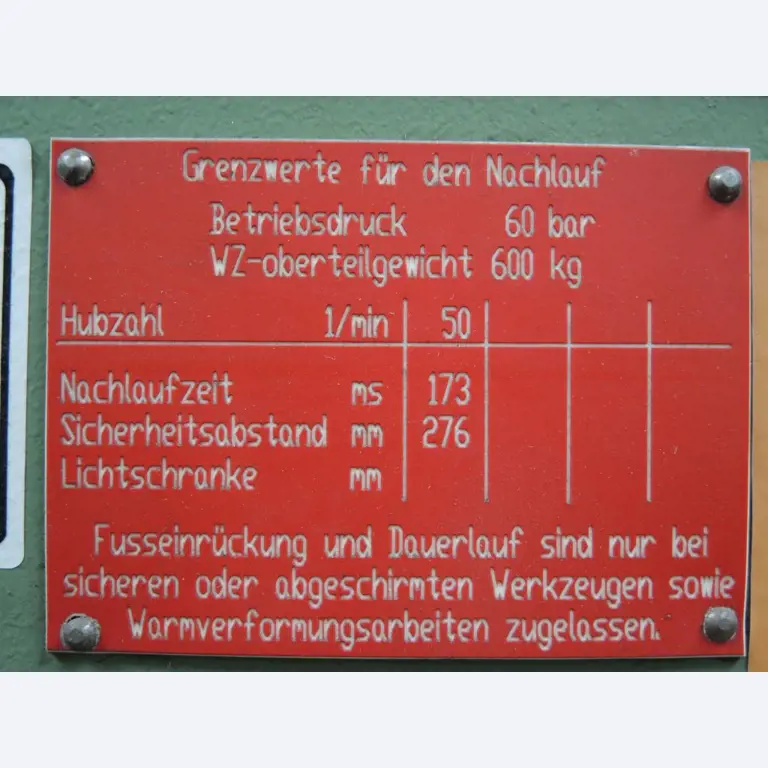 Grenzwerte für den Nachlauf
Betriebsdruck 60 bar
WZ-oberteilgewicht 600 kg
Hubzahl 1/min 50
Nachlaufzeit ms 173
Sicherheitsabstand mm 276
Lichtschranke mm
Fusseinrückung und Dauerlauf sind nur bei
sicheren oder abgeschirmten Werkzeugen sowie
Warmverformungsarbeiten zugelassen.